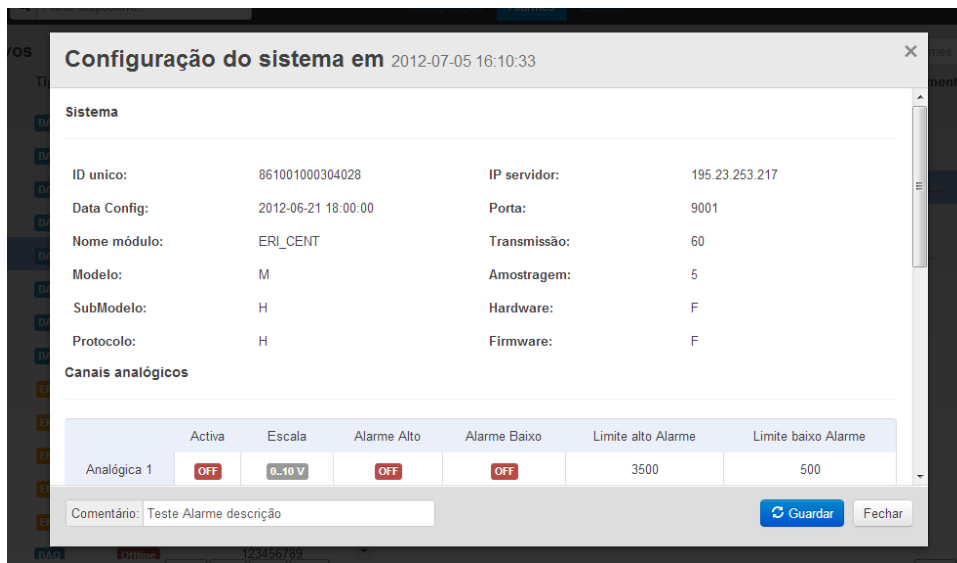 Configuração do sistema em 2012-07-05 16:10:33 ×
Sistema
ID unico: 861001000304028 IP servidor: 195.23.253.217
Data Config: 2012-06-21 18:00:00 Porta: 9001
Nome módulo: ERI_CENT Transmissão: 60
Modelo: M Amostragem: 5
SubModelo: H Hardware: F
Protocolo: H Firmware: F
Canais analógicos
Activa Escala Alarme Alto Alarme Baixo Limite alto Alarme Limite baixo Alarme
Analógica 1 OFF 0..10 V OFF OFF 3500 500
Comentário: Teste Alarme descrição Guardar Fechar
DAQ Offline 123456789